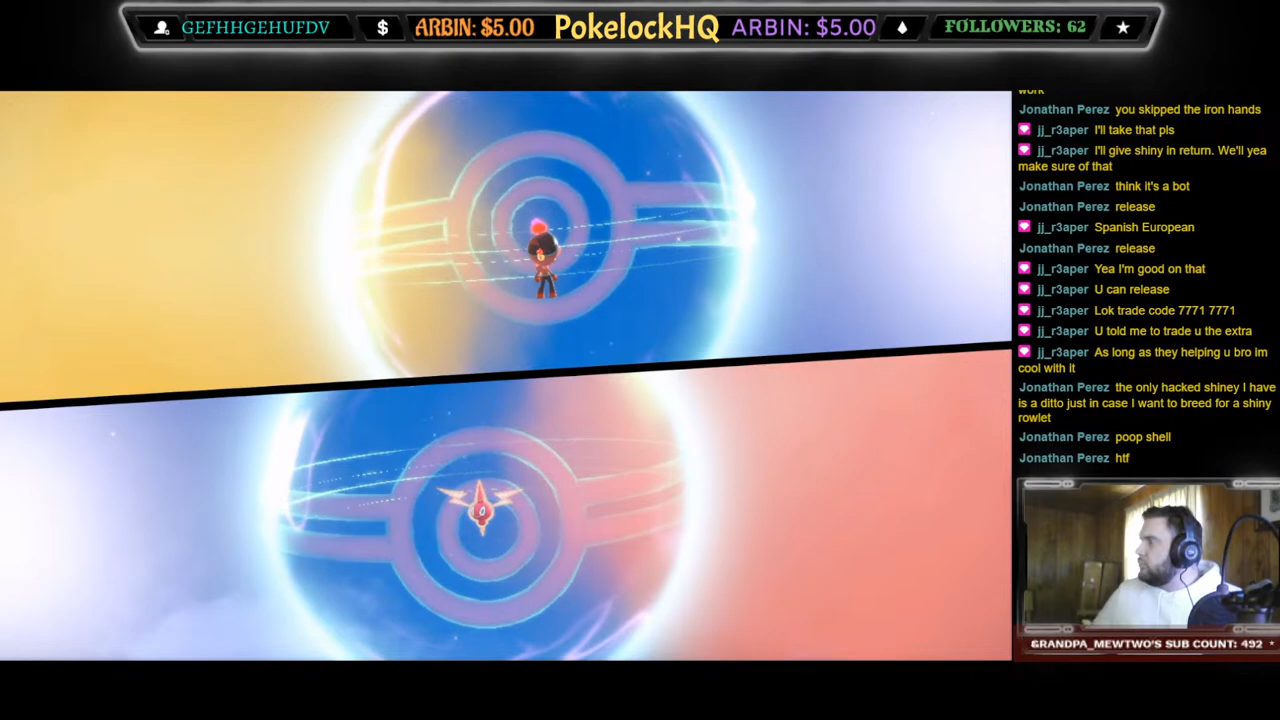 GEFHHGEHUFDV $ ARBIN: $5.00 PokelockHQ ARBIN: $5.00 FOLLOWERS: 62
work
Jonathan Perez you skipped the iron hands
jj_r3aper I'll take that pls
jj_r3aper I'll give shiny in return. We'll yea
make sure of that
Jonathan Perez think it's a bot
Jonathan Perez release
jj_r3aper Spanish European
Jonathan Perez release
jj_r3aper Yea I'm good on that
jj_r3aper U can release
jj_r3aper Lok trade code 7771 7771
jj_r3aper U told me to trade u the extra
jj_r3aper As long as they helping u bro im
cool with it
Jonathan Perez the only hacked shiney I have
is a ditto just in case I want to breed for a shiny
rowlet
Jonathan Perez poop shell
Jonathan Perez htf
GRANDPA_MEWTWO'S SUB COUNT: 492 *